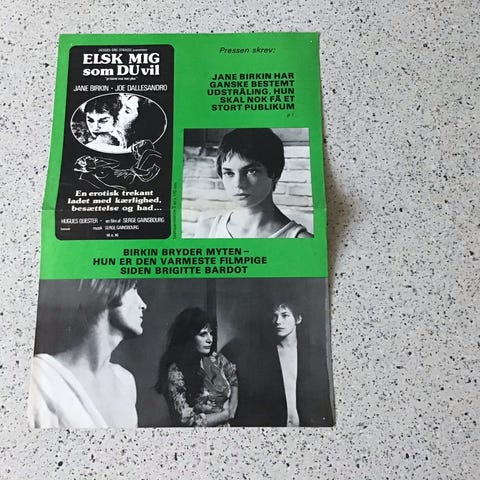 JACQUES-ERIC STRAUSS præsenterer
ELSK MIG
som DU vil
"je t'aime moi non plus"
JANE BIRKIN - JOE DALLESANDRO
En erotisk trekant
ladet med kærlighed,
besættelse og had...
HUGUES QUESTER - en film af SERGE GAINSBOURG
musik SERGE GAINSBOURG
Pressen skrev:
JANE BIRKIN HAR
GANSKE BESTEMT
UDSTRÅLING. HUN
SKAL NOK FÅ ET
STORT PUBLIKUM
BIRKIN BRYDER MYTEN –
HUN ER DEN VARMESTE FILMPIGE
SIDEN BRIGITTE BARDOT